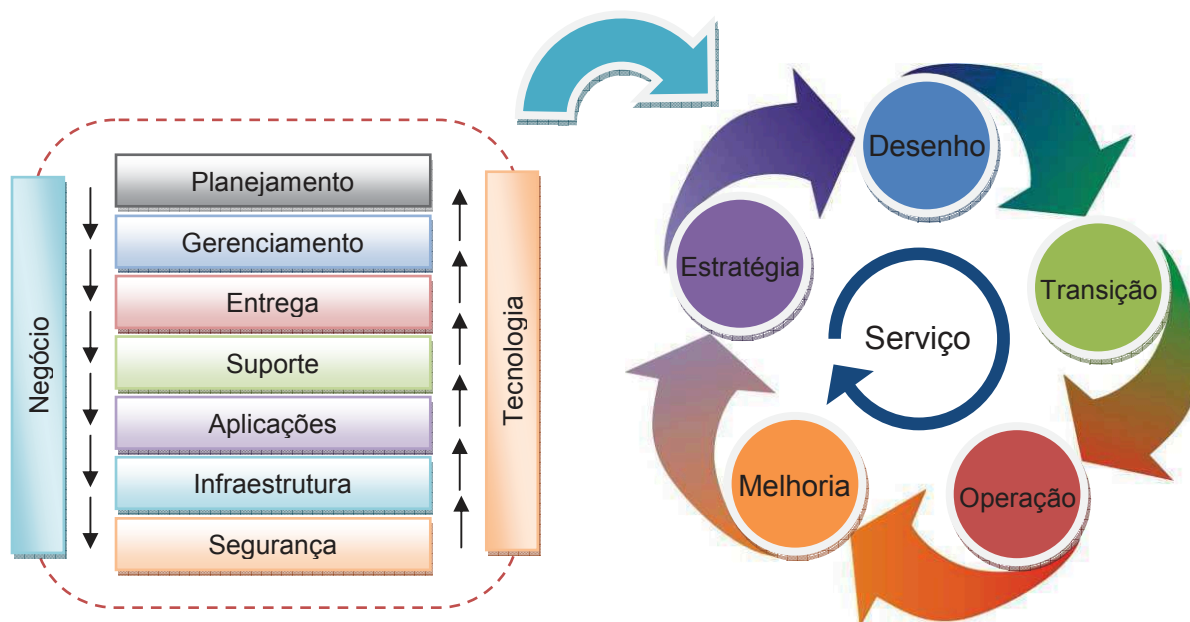 Negócio
Planejamento
Gerenciamento
Entrega
Suporte
Aplicações
Infraestrutura
Segurança
Tecnologia
Desenho
Estratégia
Transição
Serviço
Melhoria
Operação